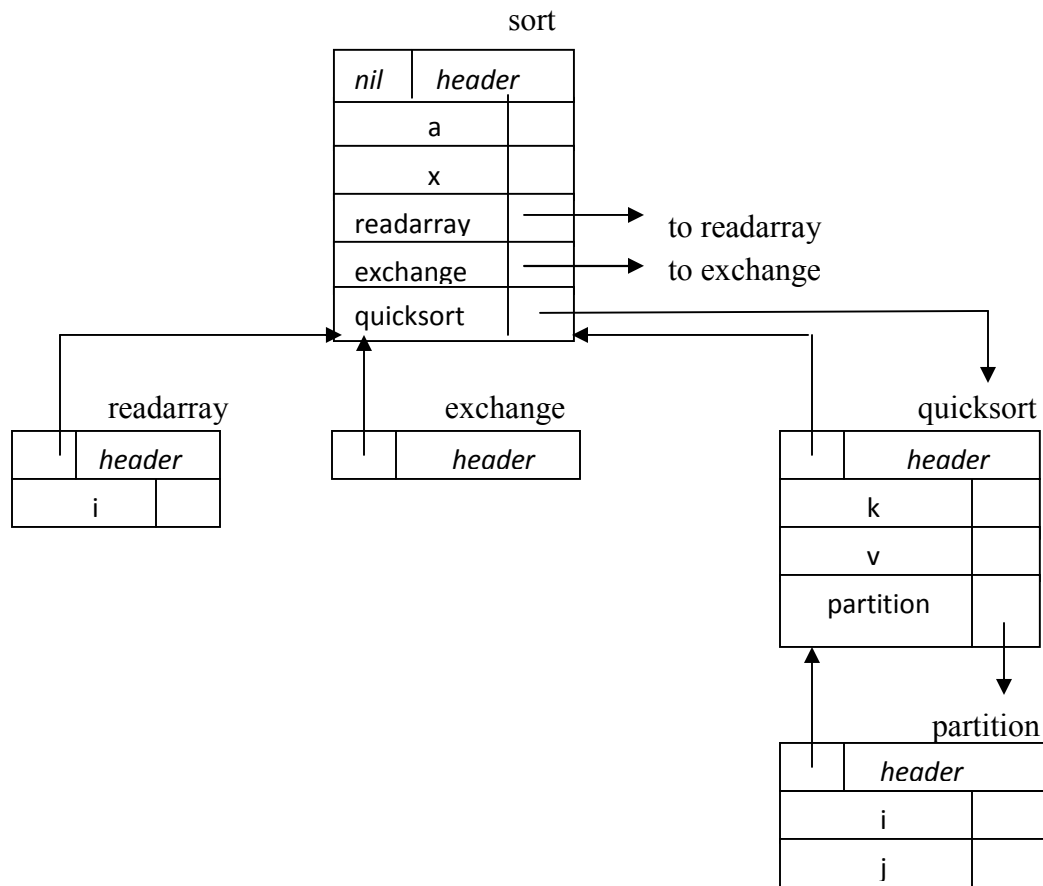 sort
nil header
a
x
readarray to readarray
exchange to exchange
quicksort
readarray exchange quicksort
header header header
i k
v
partition
partition
header
i
j